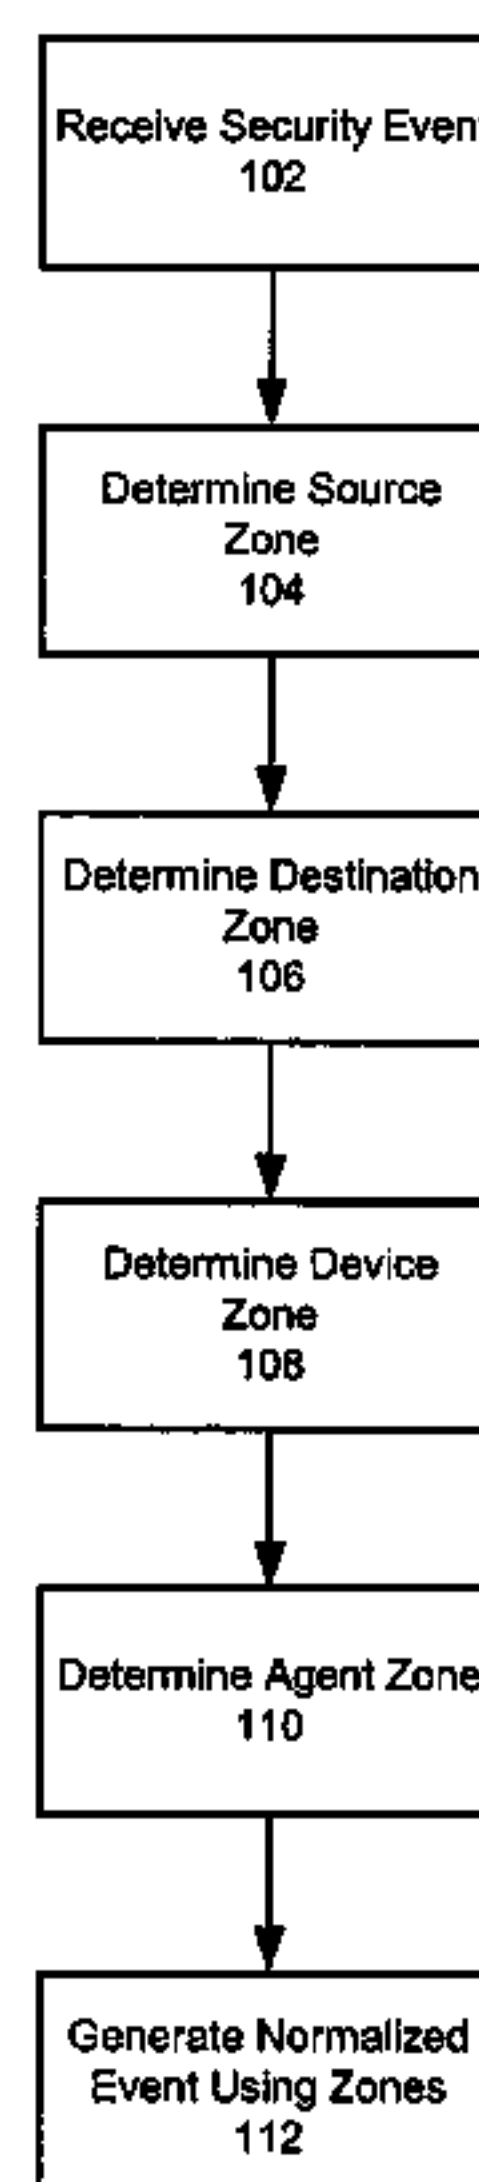 Receive Security Event
102
Determine Source
Zone
104
Determine Destination
Zone
106
Determine Device
Zone
108
Determine Agent Zone
110
Generate Normalized
Event Using Zones
112